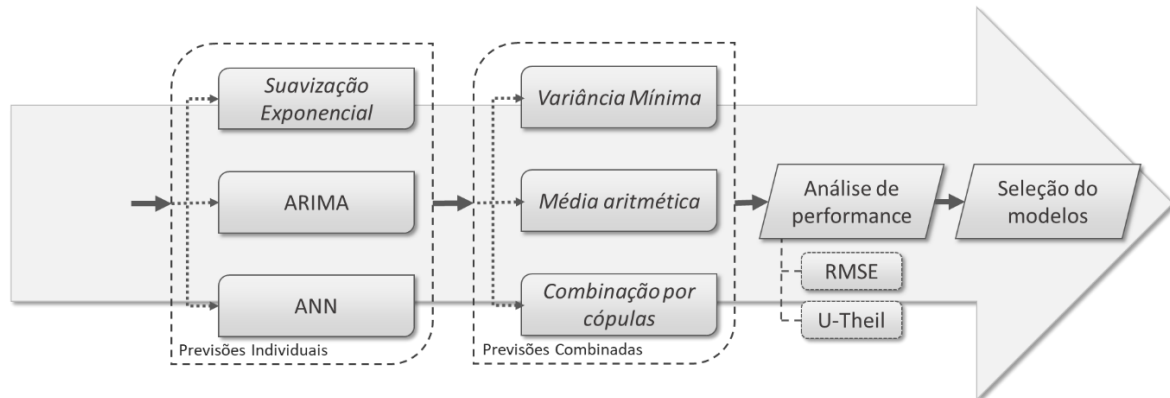 Suavização
Exponencial
ARIMA
ANN
Previsões Individuais
Variância Mínima
Média aritmética
Combinação por
cópulas
Previsões Combinadas
Análise de
performance
RMSE
U-Theil
Seleção do
modelos